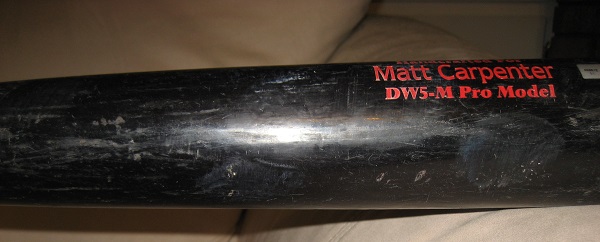 Matt Carpenter
DW5-M Pro Model